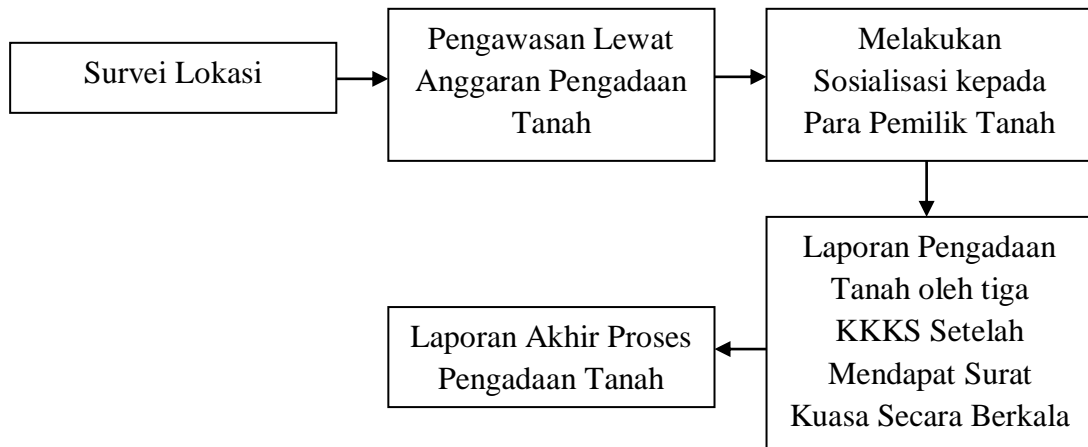 Survei Lokasi
Pengawasan Lewat
Anggaran Pengadaan
Tanah
Melakukan
Sosialisasi kepada
Para Pemilik Tanah
Laporan Pengadaan
Tanah oleh tiga
KKKS Setelah
Mendapat Surat
Kuasa Secara Berkala
Laporan Akhir Proses
Pengadaan Tanah